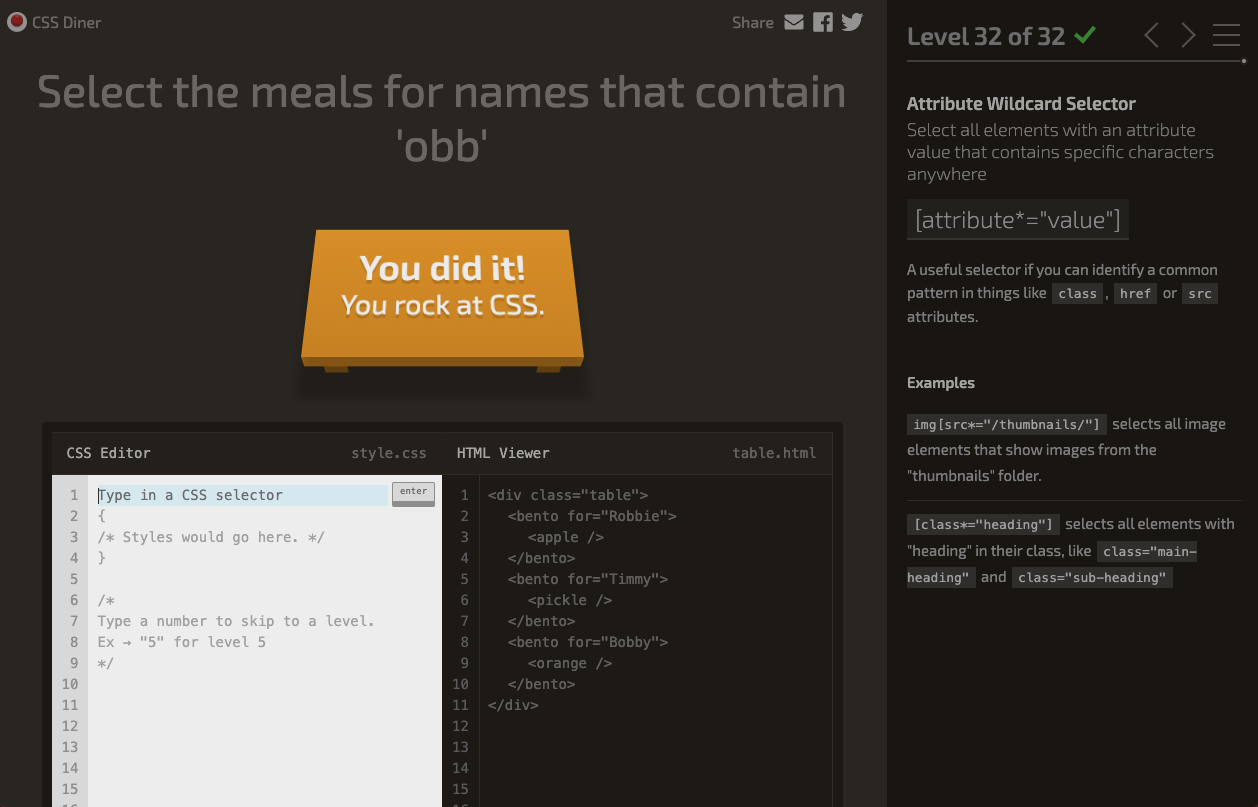 CSS Diner
Share
Select the meals for names that contain
'obb'
You did it!
You rock at CSS.
CSS Editor
style.css
HTML Viewer
table.html
1 Type in a CSS selector
enter
2 {
3 /* Styles would go here. */
4 }
5
6 /*
7 Type a number to skip to a level.
8 Ex → "5" for level 5
9 */
10
11
12
13
14
15
1 <div class="table">
2 <bento for="Robbie">
3 <apple />
4 </bento>
5 <bento for="Timmy">
6 <pickle />
7 </bento>
8 <bento for="Bobby">
9 <orange />
10 </bento>
11 </div>
12
13
14
15
Level 32 of 32
Attribute Wildcard Selector
Select all elements with an attribute
value that contains specific characters
anywhere
[attribute*="value"]
A useful selector if you can identify a common
pattern in things like class , href or src
attributes.
Examples
img[src*="/thumbnails/"] selects all image
elements that show images from the
"thumbnails" folder.
[class*="heading"] selects all elements with
"heading" in their class, like class="main-
heading" and class="sub-heading"